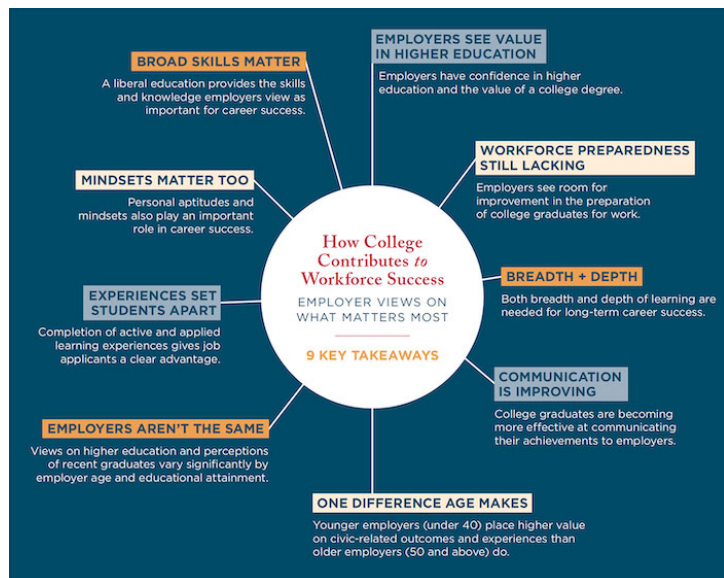 How College
Contributes to
Workforce Success
EMPLOYER VIEWS ON
WHAT MATTERS MOST
9 KEY TAKEAWAYS
EMPLOYERS SEE VALUE
IN HIGHER EDUCATION
Employers have confidence in higher
education and the value of a college degree.
WORKFORCE PREPAREDNESS
STILL LACKING
Employers see room for
improvement in the preparation
of college graduates for work.
BREADTH + DEPTH
Both breadth and depth of learning are
needed for long-term career success.
COMMUNICATION
IS IMPROVING
College graduates are becoming
more effective at communicating
their achievements to employers.
ONE DIFFERENCE AGE MAKES
Younger employers (under 40) place higher value
on civic-related outcomes and experiences than
older employers (50 and above) do.
EMPLOYERS AREN'T THE SAME
Views on higher education and perceptions
of recent graduates vary significantly by
employer age and educational attainment.
EXPERIENCES SET
STUDENTS APART
Completion of active and applied
learning experiences gives job
applicants a clear advantage.
MINDSETS MATTER TOO
Personal aptitudes and
mindsets also play an important
role in career success.
BROAD SKILLS MATTER
A liberal education provides the skills
and knowledge employers view as
important for career success.